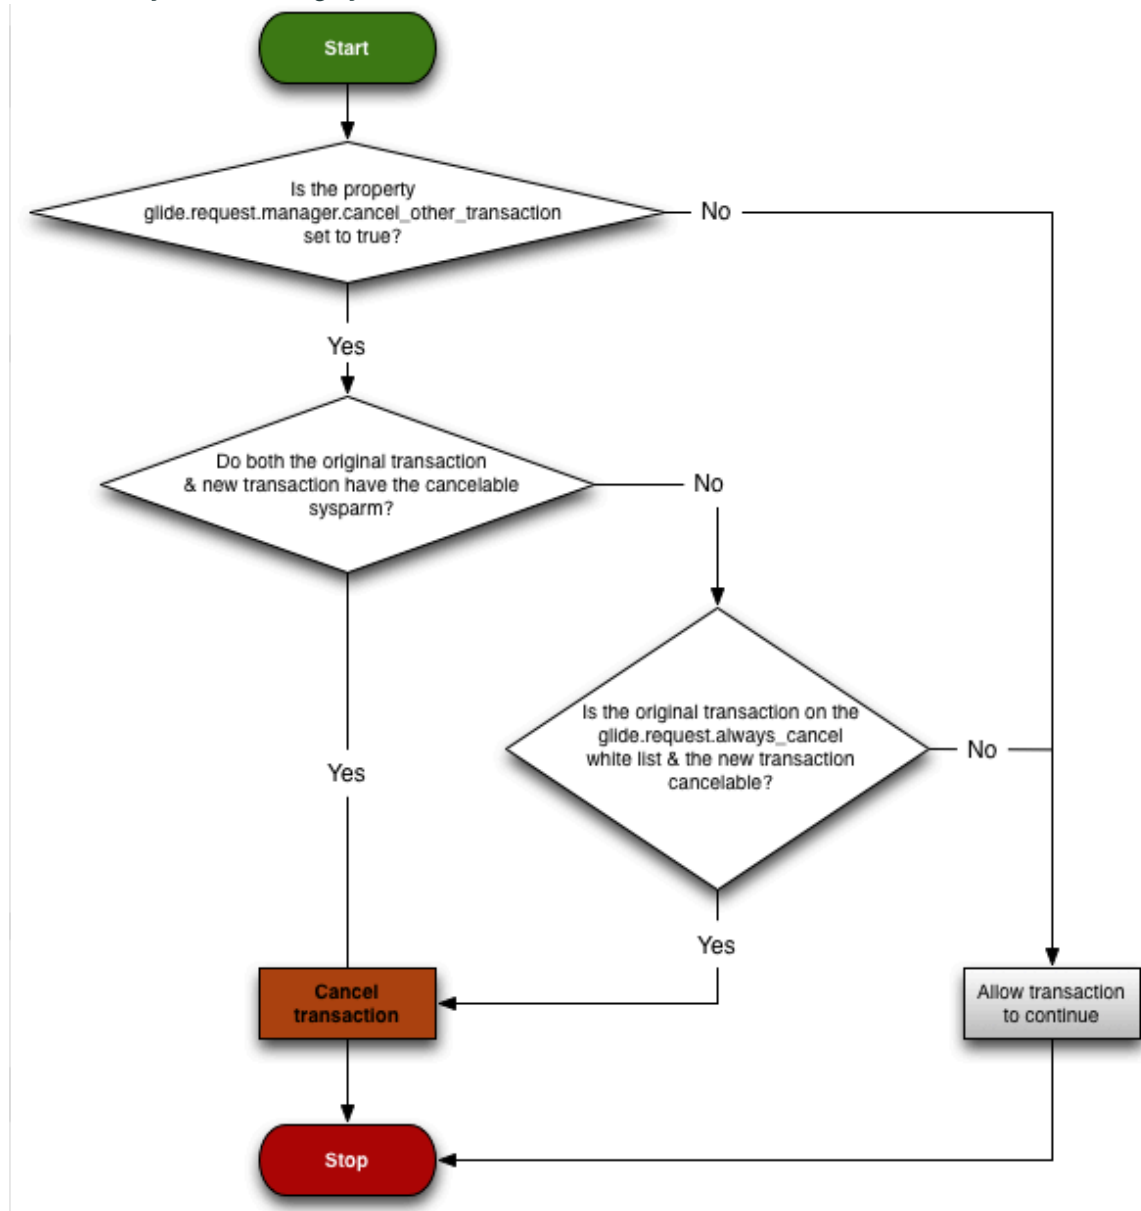 Start
Is the property
glide.request.manager.cancel_other_transaction
set to true?
No
Yes
Do both the original transaction
& new transaction have the cancelable
sysparm?
No
Is the original transaction on the
glide.request.always_cancel
white list & the new transaction
cancelable?
No
Yes
Yes
Cancel
transaction
Allow transaction
to continue
Stop